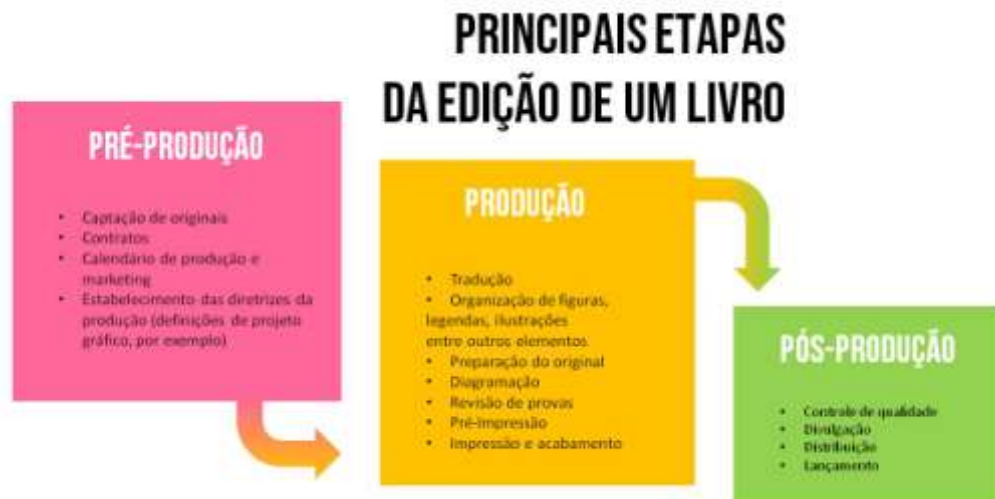 PRINCIPAIS ETAPAS
DA EDIÇÃO DE UM LIVRO
PRÉ-PRODUÇÃO
• Captação de originais
• Contratos
• Calendário de produção e
marketing
• Estabelecimento das diretrizes da
produção (definições de projeto
gráfico, por exemplo)
PRODUÇÃO
• Tradução
• Organização de figuras,
legendas, ilustrações
entre outros elementos.
• Preparação do original
• Diagramação
• Revisão de provas
• Pré-Impressão
• Impressão e acabamento
PÓS-PRODUÇÃO
• Controle de qualidade
• Divulgação
• Distribuição
• Lançamento